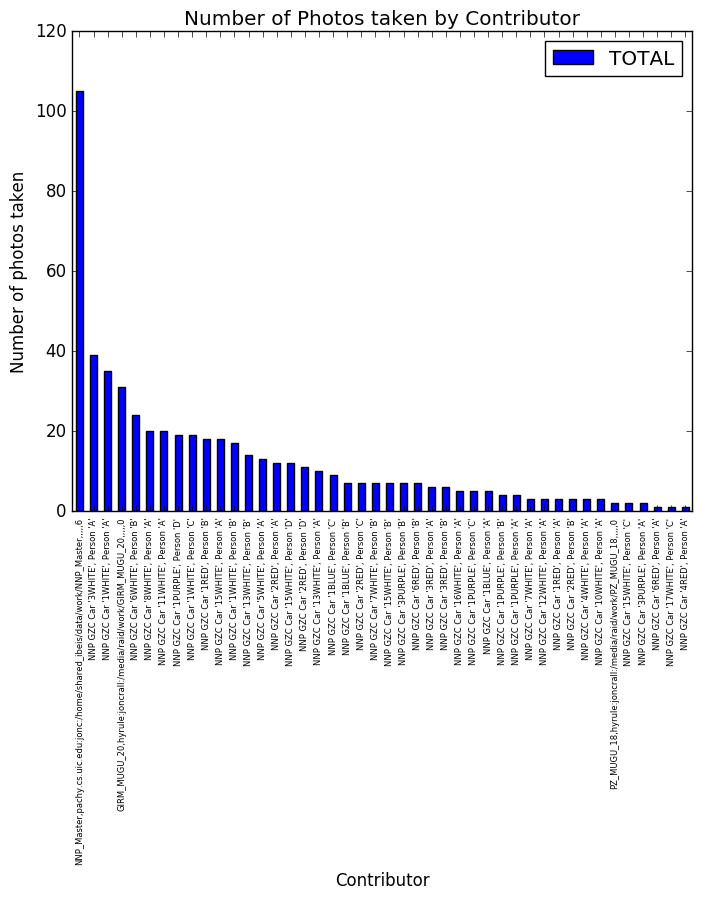 Number of Photos taken by Contributor
TOTAL
120
100
80
60
40
20
0
Number of photos taken
NNP_Master,pachy.cs.uic.edu:jonc:/home/shared_ibeis/data/work/NNP_Master,,,,,6
NNP GZC Car '3WHITE', Person 'A'
NNP GZC Car '1WHITE', Person 'A'
GIRM_MUGU_20,hyrule:joncrall:/media/raid/work/GIRM_MUGU_20,,,,,0
NNP GZC Car '6WHITE', Person 'B'
NNP GZC Car '8WHITE', Person 'A'
NNP GZC Car '11WHITE', Person 'A'
NNP GZC Car '1PURPLE', Person 'D'
NNP GZC Car '1WHITE', Person 'C'
NNP GZC Car '1RED', Person 'B'
NNP GZC Car '15WHITE', Person 'A'
NNP GZC Car '1WHITE', Person 'B'
NNP GZC Car '13WHITE', Person 'B'
NNP GZC Car '5WHITE', Person 'A'
NNP GZC Car '2RED', Person 'A'
NNP GZC Car '15WHITE', Person 'D'
NNP GZC Car '2RED', Person 'D'
NNP GZC Car '13WHITE', Person 'A'
NNP GZC Car '1BLUE', Person 'C'
NNP GZC Car '1BLUE', Person 'B'
NNP GZC Car '2RED', Person 'C'
NNP GZC Car '7WHITE', Person 'B'
NNP GZC Car '15WHITE', Person 'B'
NNP GZC Car '3PURPLE', Person 'B'
NNP GZC Car '6RED', Person 'B'
NNP GZC Car '3RED', Person 'A'
NNP GZC Car '3RED', Person 'B'
NNP GZC Car '16WHITE', Person 'A'
NNP GZC Car '1PURPLE', Person 'C'
NNP GZC Car '1BLUE', Person 'A'
NNP GZC Car '1PURPLE', Person 'B'
NNP GZC Car '1PURPLE', Person 'A'
NNP GZC Car '7WHITE', Person 'A'
NNP GZC Car '12WHITE', Person 'A'
NNP GZC Car '1RED', Person 'A'
NNP GZC Car '2RED', Person 'B'
NNP GZC Car '4WHITE', Person 'A'
NNP GZC Car '10WHITE', Person 'A'
PZ_MUGU_18,hyrule:joncrall:/media/raid/work/PZ_MUGU_18,,,,,0
NNP GZC Car '15WHITE', Person 'C'
NNP GZC Car '3PURPLE', Person 'A'
NNP GZC Car '6RED', Person 'A'
NNP GZC Car '17WHITE', Person 'C'
NNP GZC Car '4RED', Person 'A'
Contributor